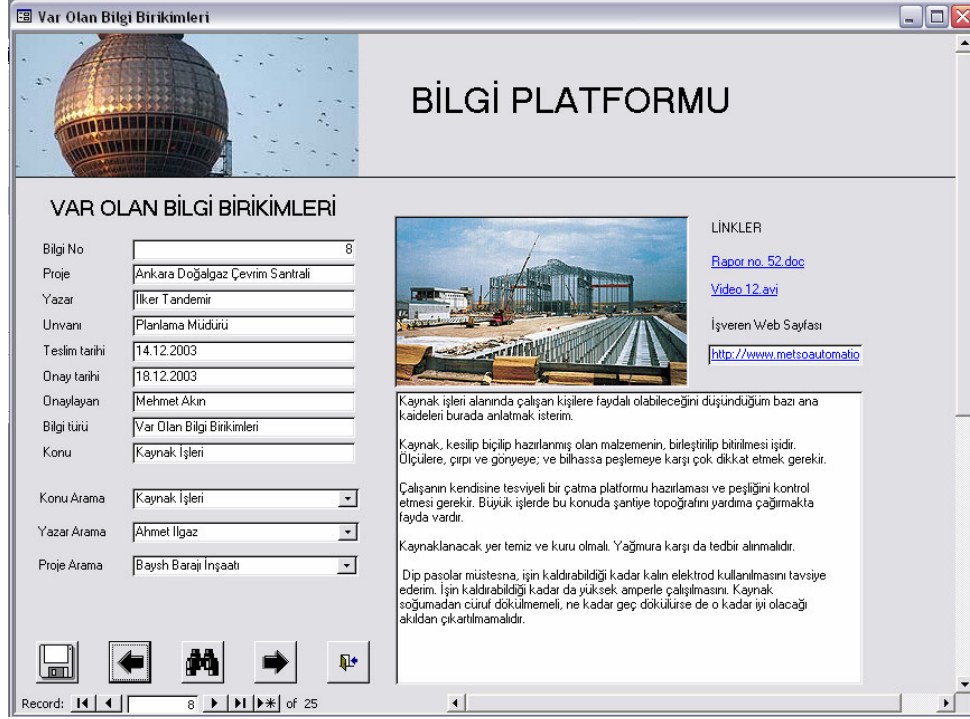 Var Olan Bilgi Birikimleri
BİLGİ PLATFORMU
VAR OLAN BİLGİ BİRİKİMLERİ
Bilgi No 8
Proje Ankara Doğalgaz Çevrim Santrali
Yazar İlker Tandemir
Unvanı Planlama Müdürü
Teslim tarihi 14.12.2003
Onay tarihi 18.12.2003
Onaylayan Mehmet Akın
Bilgi türü Var Olan Bilgi Birikimleri
Konu Kaynak İşleri
Konu Arama Kaynak İşleri
Yazar Arama Ahmet Ilgaz
Proje Arama Baysh Barajı İnşaatı
LİNKLER
Rapor no. 52.doc
Video 12.avi
İşveren Web Sayfası
http://www.metsoautomatio
Kaynak işleri alanında çalışan kişilere faydalı olabileceğini düşündüğüm bazı ana
kaideleri burada anlatmak isterim.
Kaynak, kesilip biçilip hazırlanmış olan malzemenin, birleştirilip bitirilmesi işidir.
Ölçülere, çırpı ve gönyeye; ve bilhassa peşlemeye karşı çok dikkat etmek gerekir.
Çalışanın kendisine tesviyeli bir çatma platformu hazırlaması ve peşliğini kontrol
etmesi gerekir. Büyük işlerde bu konuda şantiye topoğrafını yardıma çağırmakta
fayda vardır.
Kaynaklanacak yer temiz ve kuru olmalı. Yağmura karşı da tedbir alınmalıdır.
Dip pasolar müstesna, işin kaldırabildiği kadar kalın elektrod kullanılmasını tavsiye
ederim. İşin kaldırabildiği kadar da yüksek amperle çalışılmasını. Kaynak
soğumadan cüruf dökülmemeli, ne kadar geç dökülürse de o kadar iyi olacağı
akıldan çıkartılmamalıdır.
Record: 8 of 25